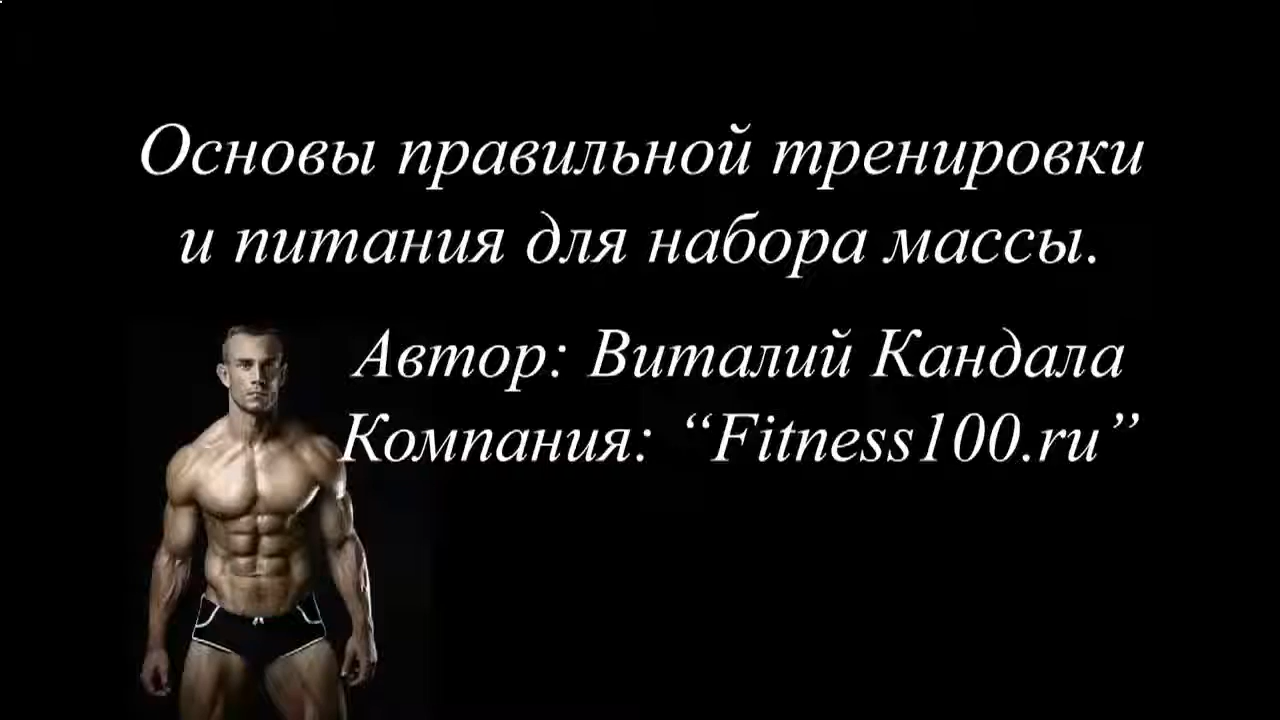 Основы правильной тренировки
и питания для набора массы.
Автор: Виталий Кандала
Компания: “Fitness100.ru”